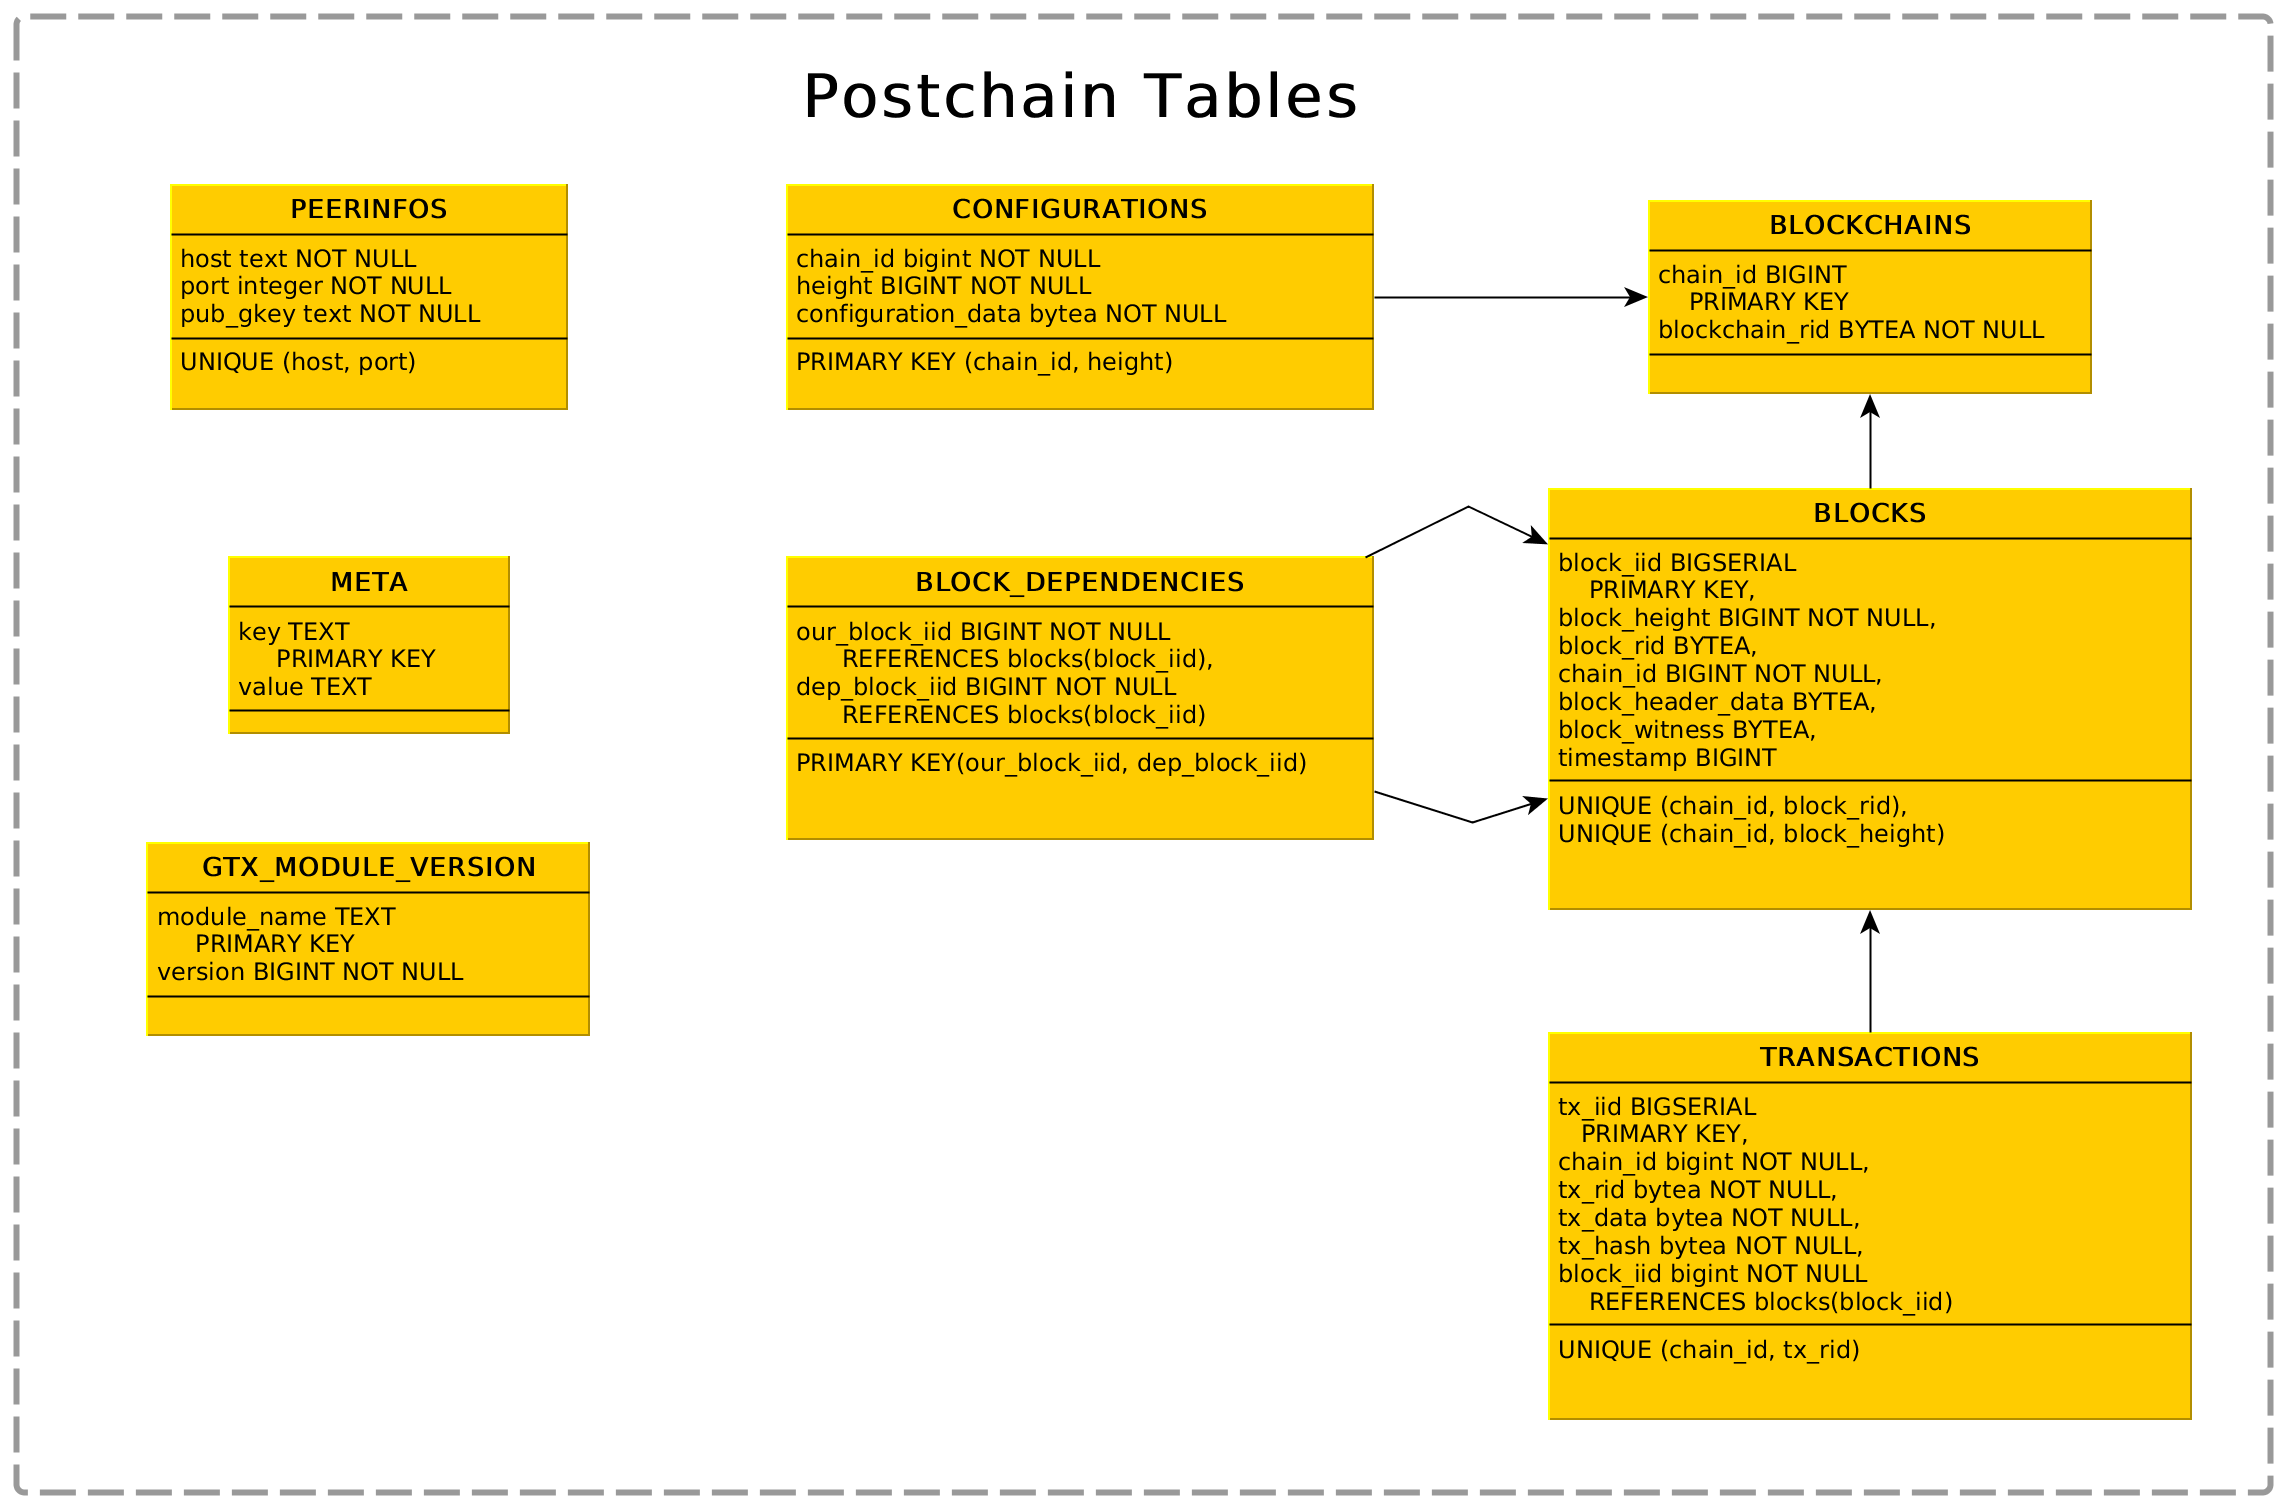 Postchain Tables
PEERINFOS
host text NOT NULL
port integer NOT NULL
pub_gkey text NOT NULL
UNIQUE (host, port)
CONFIGURATIONS
chain_id bigint NOT NULL
height BIGINT NOT NULL
configuration_data bytea NOT NULL
PRIMARY KEY (chain_id, height)
BLOCKCHAINS
chain_id BIGINT
PRIMARY KEY
blockchain_rid BYTEA NOT NULL
META
key TEXT
PRIMARY KEY
value TEXT
BLOCK_DEPENDENCIES
our_block_iid BIGINT NOT NULL
REFERENCES blocks(block_iid),
dep_block_iid BIGINT NOT NULL
REFERENCES blocks(block_iid)
PRIMARY KEY(our_block_iid, dep_block_iid)
BLOCKS
block_iid BIGSERIAL
PRIMARY KEY,
block_height BIGINT NOT NULL,
block_rid BYTEA,
chain_id BIGINT NOT NULL,
block_header_data BYTEA,
block_witness BYTEA,
timestamp BIGINT
UNIQUE (chain_id, block_rid),
UNIQUE (chain_id, block_height)
GTX_MODULE_VERSION
module_name TEXT
PRIMARY KEY
version BIGINT NOT NULL
TRANSACTIONS
tx_iid BIGSERIAL
PRIMARY KEY,
chain_id bigint NOT NULL,
tx_rid bytea NOT NULL,
tx_data bytea NOT NULL,
tx_hash bytea NOT NULL,
block_iid bigint NOT NULL
REFERENCES blocks(block_iid)
UNIQUE (chain_id, tx_rid)